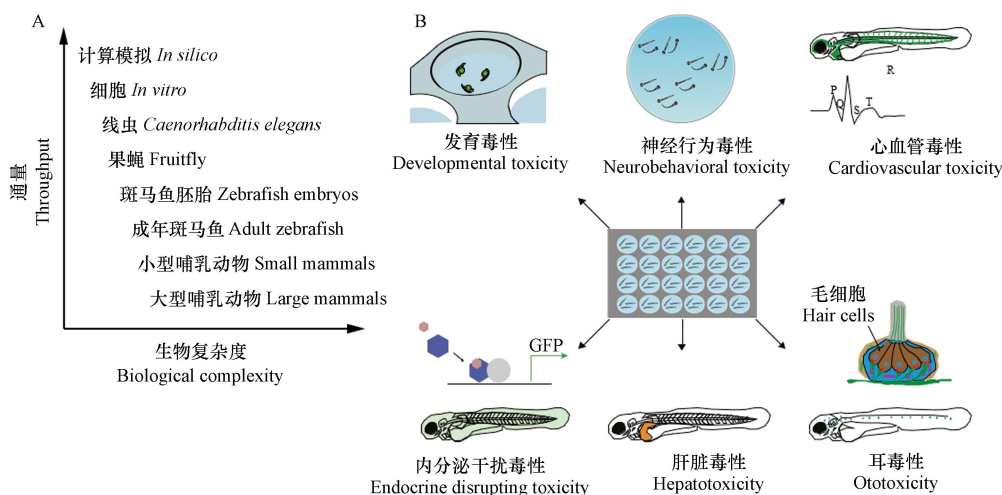 A
计算模拟 In silico
细胞 In vitro
线虫 Caenorhabditis elegans
果蝇 Fruitfly
斑马鱼胚胎 Zebrafish embryos
成年斑马鱼 Adult zebrafish
小型哺乳动物 Small mammals
大型哺乳动物 Large mammals
通量
Throughput
生物复杂度
Biological complexity
B
发育毒性
Developmental toxicity
神经行为毒性
Neurobehavioral toxicity
R
P
Q
S
T
心血管毒性
Cardiovascular toxicity
GFP
内分泌干扰毒性
Endocrine disrupting toxicity
肝脏毒性
Hepatotoxicity
毛细胞
Hair cells
耳毒性
Ototoxicity